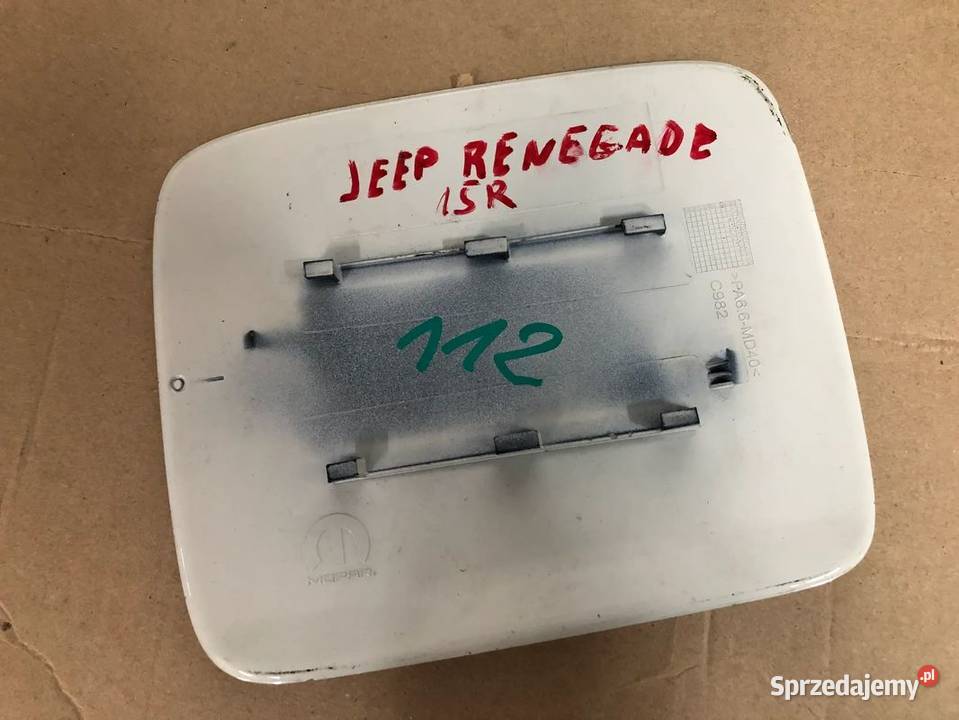 JEEP RENEGADE
15R
>PA6.6-MD40<
C982
112
MOPAR
Sprzedajemy.pl